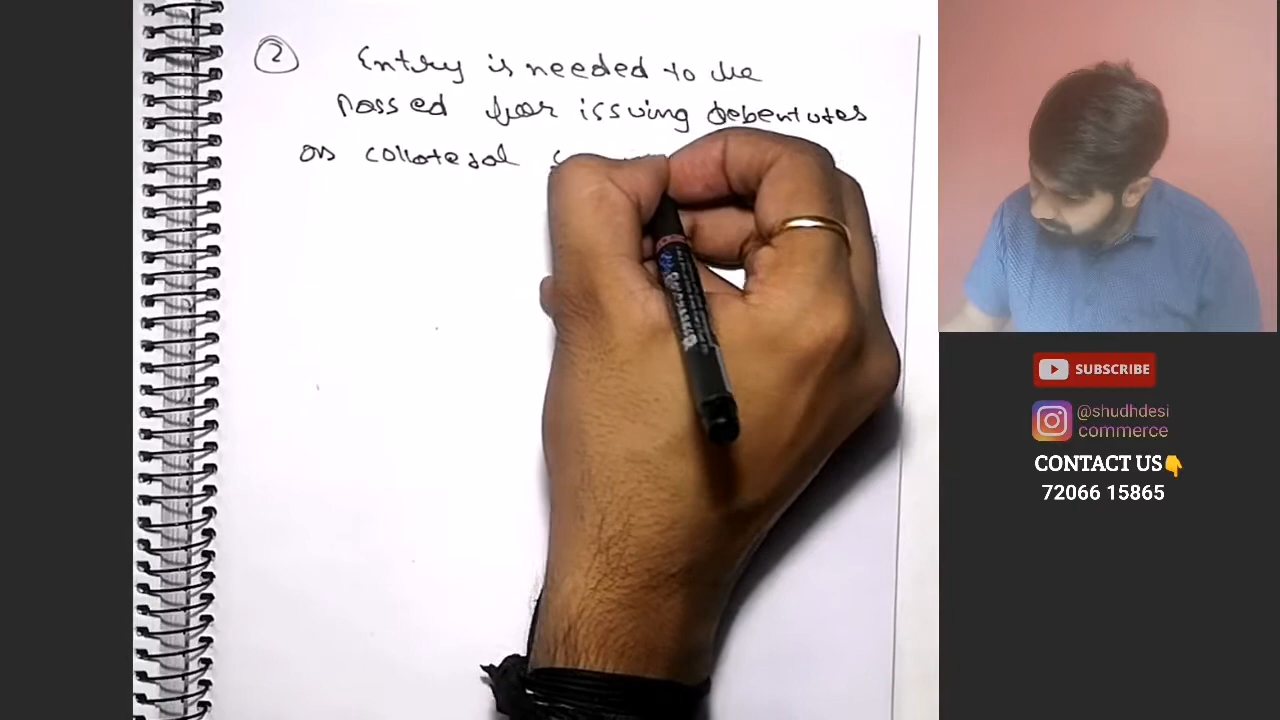 2 Entry is needed to be
passed for issuing debentures
as collateral
SUBSCRIBE
@shudhdesi
commerce
CONTACT US👇
72066 15865